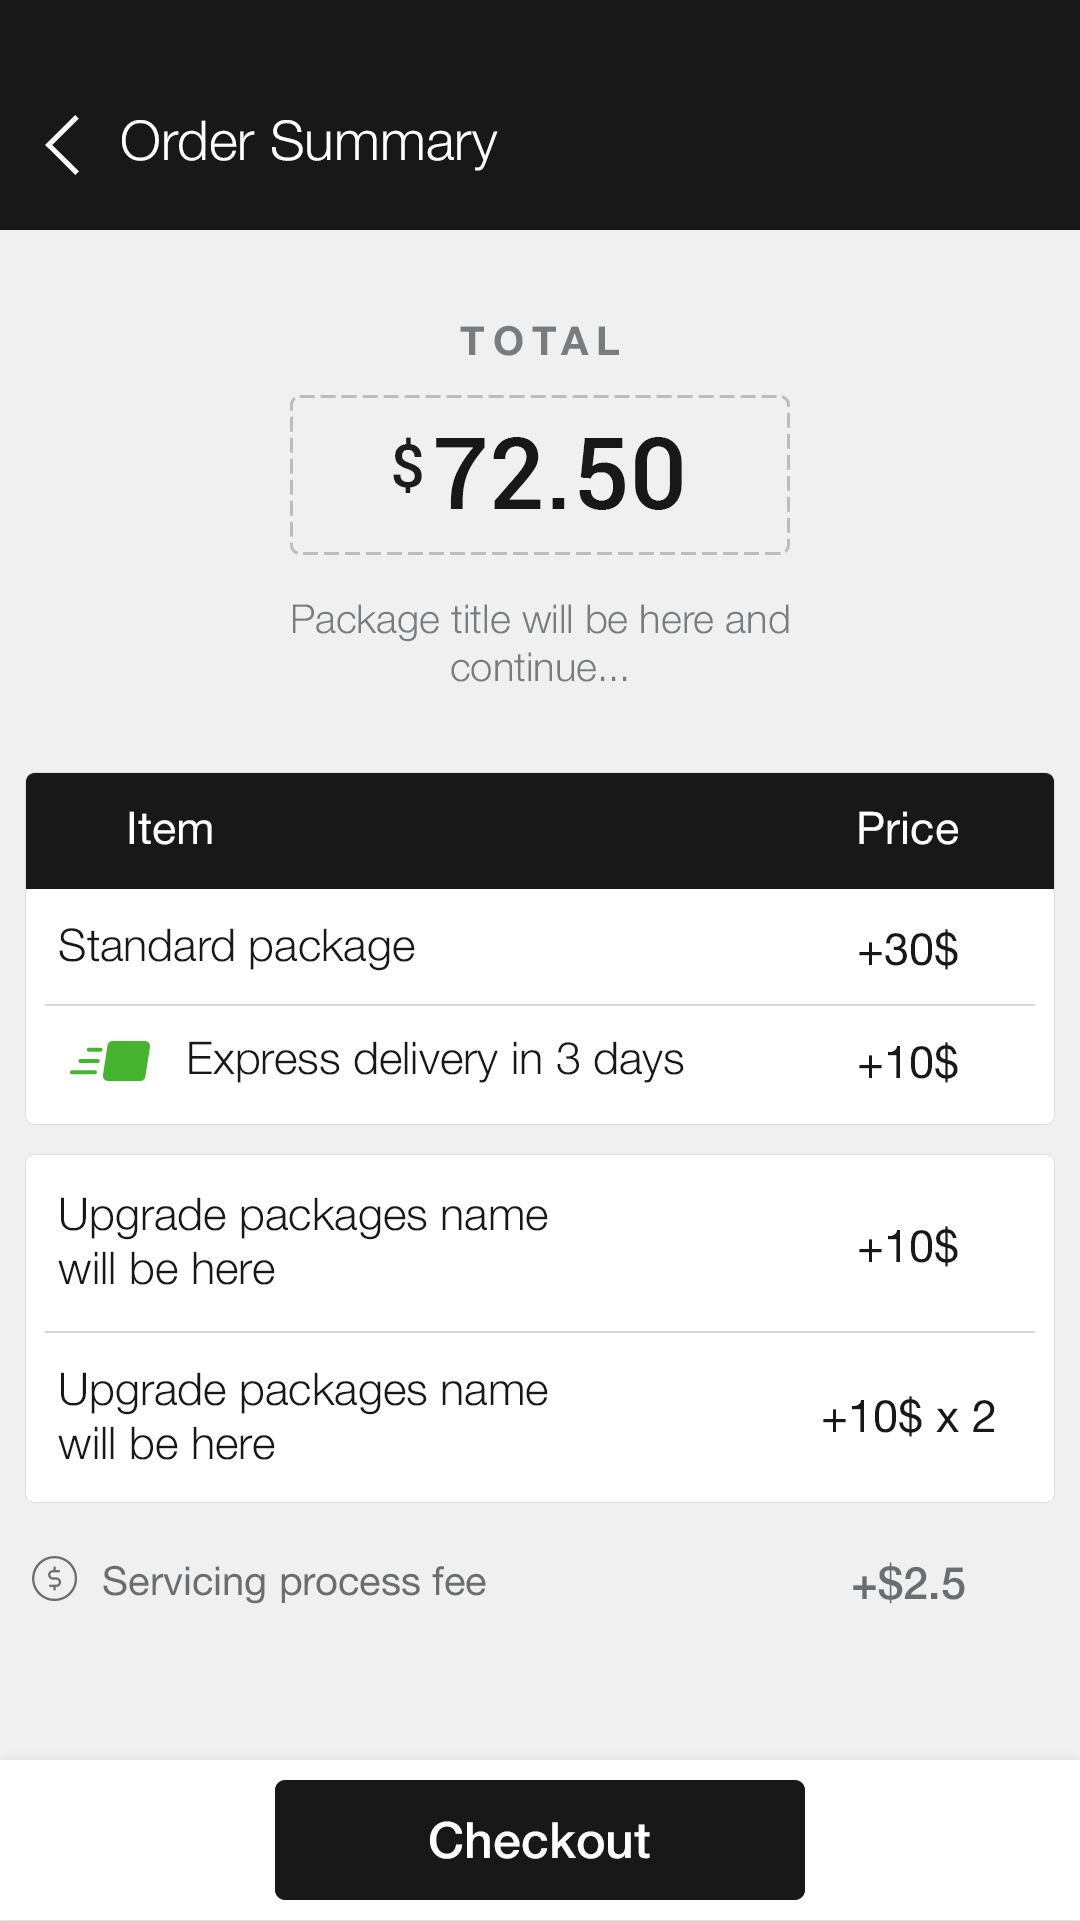 Order Summary
TOTAL
$72.50
Package title will be here and
continue...
Item Price
Standard package +30$
Express delivery in 3 days +10$
Upgrade packages name
will be here
+10$
Upgrade packages name
will be here
+10$ x 2
$ Servicing process fee +$2.5
Checkout